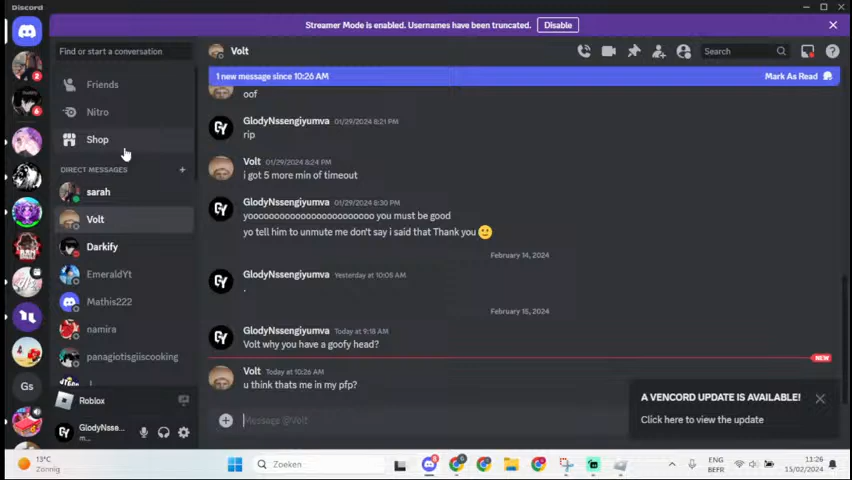 Discord
Streamer Mode is enabled. Usernames have been truncated.
Disable
Find or start a conversation
Volt
Search
1 new message since 10:26 AM
Mark As Read
Friends
Nitro
Shop
DIRECT MESSAGES
sarah
Volt
Darkify
EmeraldYt
Mathis222
namira
panagiotisgiiscooking
oof
GlodyNssengiyumva 01/29/2024 8:21 PM
rip
Volt 01/29/2024 8:24 PM
i got 5 more min of timeout
GlodyNssengiyumva 01/29/2024 8:30 PM
yooooooooooooooooooooooo you must be good
yo tell him to unmute me don't say i said that Thank you
February 14, 2024
GlodyNssengiyumva Yesterday at 10:05 AM
.
February 15, 2024
GlodyNssengiyumva Today at 9:18 AM
Volt why you have a goofy head?
NEW
Volt Today at 10:26 AM
u think thats me in my pfp?
Message @Volt
A VENCORD UPDATE IS AVAILABLE!
Click here to view the update
Gs
Roblox
GlodyNsse...
m...
13°C
Zonnig
Zoeken
ENG
BEFR
11:26
15/02/2024